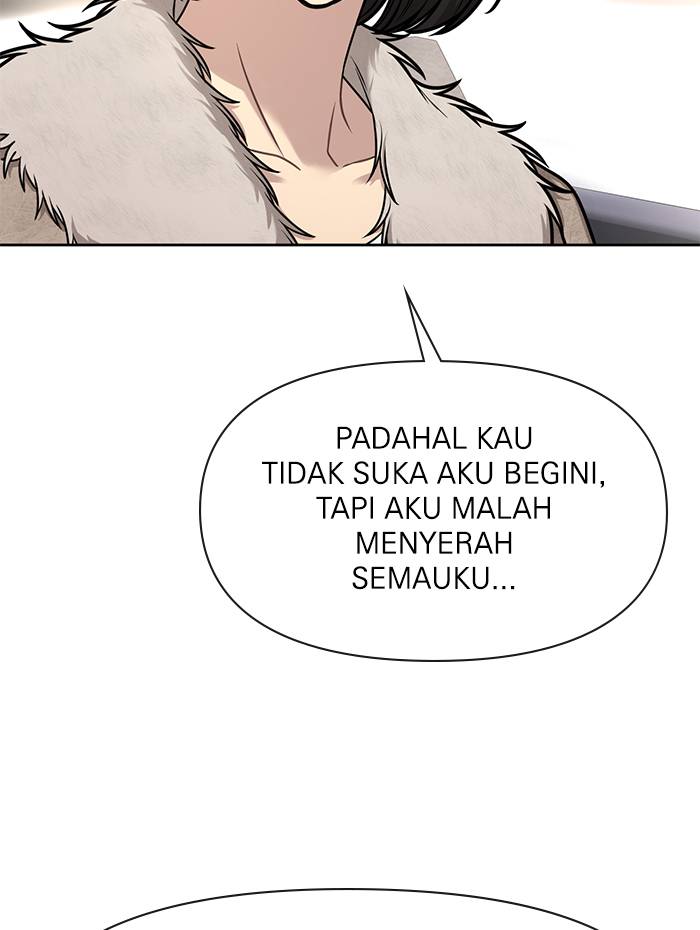 PADAHAL KAU
TIDAK SUKA AKU BEGINI,
TAPI AKU MALAH
MENYERAH
SEMAUKU...